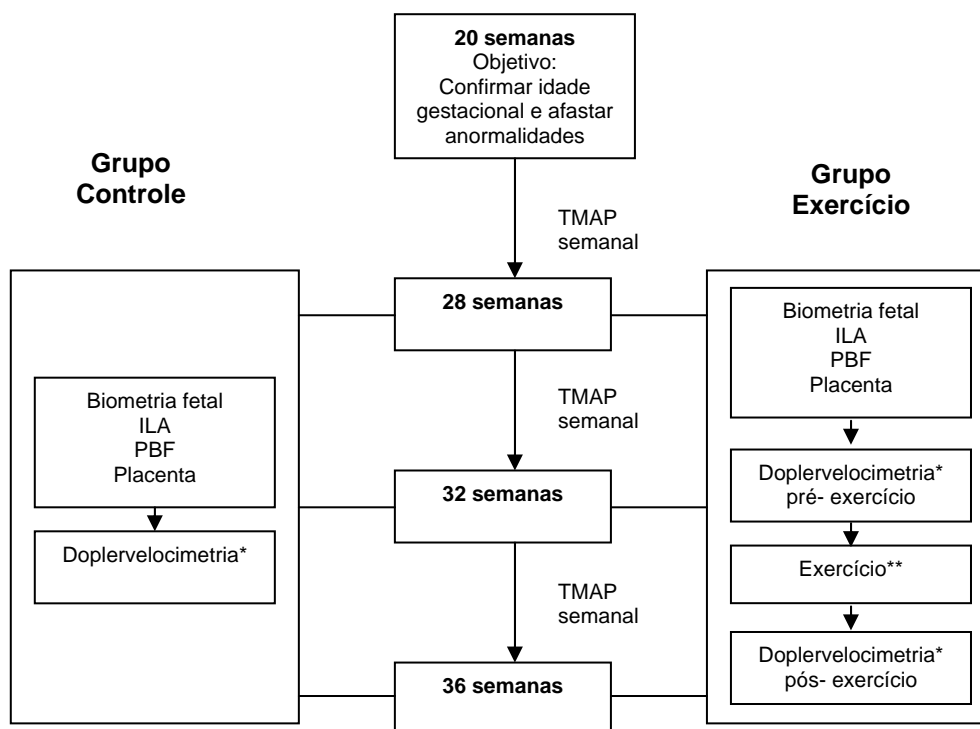 20 semanas
Objetivo:
Confirmar idade
gestacional e afastar
anormalidades
Grupo
Controle
Grupo
Exercício
TMAP
semanal
28 semanas
Biometria fetal
ILA
PBF
Placenta
Doplervelocimetria*
TMAP
semanal
32 semanas
TMAP
semanal
36 semanas
Biometria fetal
ILA
PBF
Placenta
Doplervelocimetria*
pré- exercício
Exercício**
Doplervelocimetria*
pós- exercício